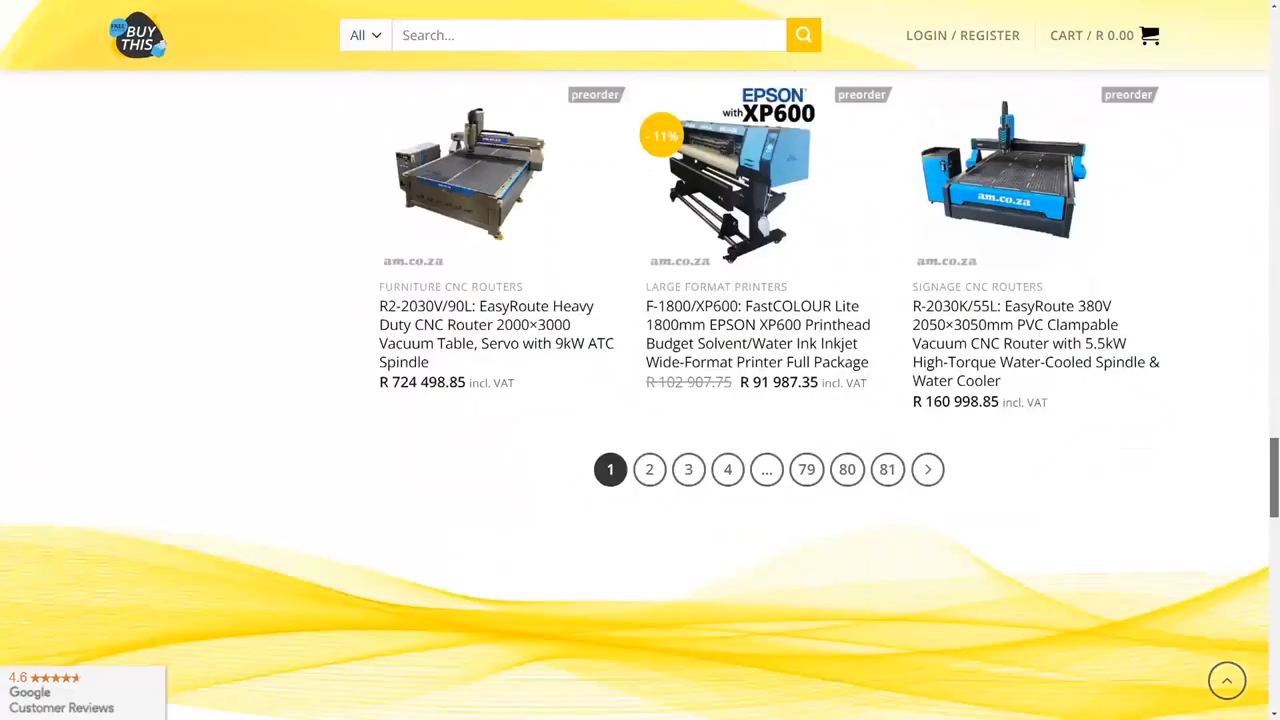 FREE
BUY
THIS
All
Search...
LOGIN / REGISTER
CART / R 0.00
preorder
am.co.za
FURNITURE CNC ROUTERS
R2-2030V/90L: EasyRoute Heavy
Duty CNC Router 2000×3000
Vacuum Table, Servo with 9kW ATC
Spindle
R 724 498.85 incl. VAT
preorder
EPSON
with XP600
- 11%
am.co.za
LARGE FORMAT PRINTERS
F-1800/XP600: FastCOLOUR Lite
1800mm EPSON XP600 Printhead
Budget Solvent/Water Ink Inkjet
Wide-Format Printer Full Package
R 102 907.75 R 91 987.35 incl. VAT
preorder
am.co.za
am.co.za
SIGNAGE CNC ROUTERS
R-2030K/55L: EasyRoute 380V
2050×3050mm PVC Clampable
Vacuum CNC Router with 5.5kW
High-Torque Water-Cooled Spindle &
Water Cooler
R 160 998.85 incl. VAT
1 2 3 4 ... 79 80 81
4.6
Google
Customer Reviews